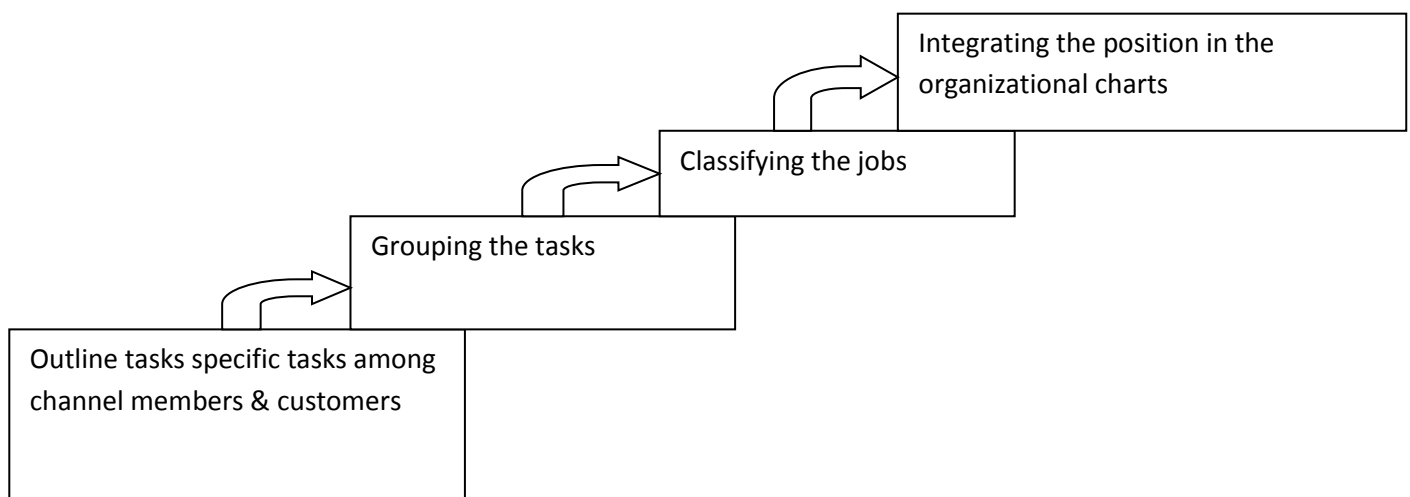 Integrating the position in the
organizational charts
Classifying the jobs
Grouping the tasks
Outline tasks specific tasks among
channel members & customers